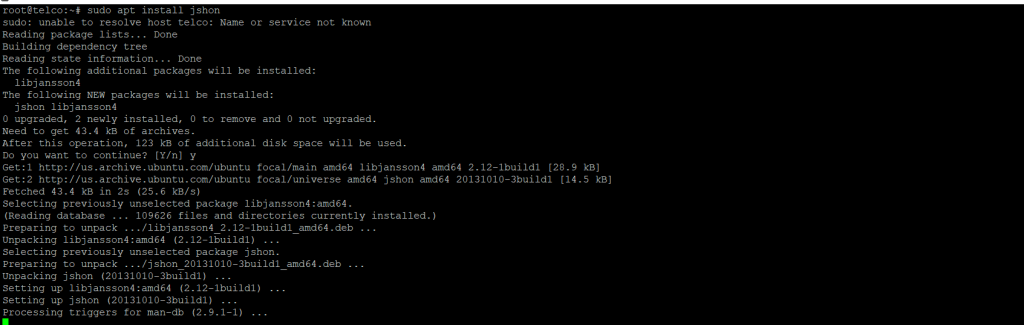 root@telco:~# sudo apt install jshon
sudo: unable to resolve host telco: Name or service not known
Reading package lists... Done
Building dependency tree
Reading state information... Done
The following additional packages will be installed:
  libjansson4
The following NEW packages will be installed:
  jshon libjansson4
0 upgraded, 2 newly installed, 0 to remove and 0 not upgraded.
Need to get 43.4 kB of archives.
After this operation, 123 kB of additional disk space will be used.
Do you want to continue? [Y/n] y
Get:1 http://us.archive.ubuntu.com/ubuntu focal/main amd64 libjansson4 amd64 2.12-1build1 [28.9 kB]
Get:2 http://us.archive.ubuntu.com/ubuntu focal/universe amd64 jshon amd64 20131010-3build1 [14.5 kB]
Fetched 43.4 kB in 2s (25.6 kB/s)
Selecting previously unselected package libjansson4:amd64.
(Reading database ... 109626 files and directories currently installed.)
Preparing to unpack .../libjansson4_2.12-1build1_amd64.deb ...
Unpacking libjansson4:amd64 (2.12-1build1) ...
Selecting previously unselected package jshon.
Preparing to unpack .../jshon_20131010-3build1_amd64.deb ...
Unpacking jshon (20131010-3build1) ...
Setting up libjansson4:amd64 (2.12-1build1) ...
Setting up jshon (20131010-3build1) ...
Processing triggers for man-db (2.9.1-1) ...